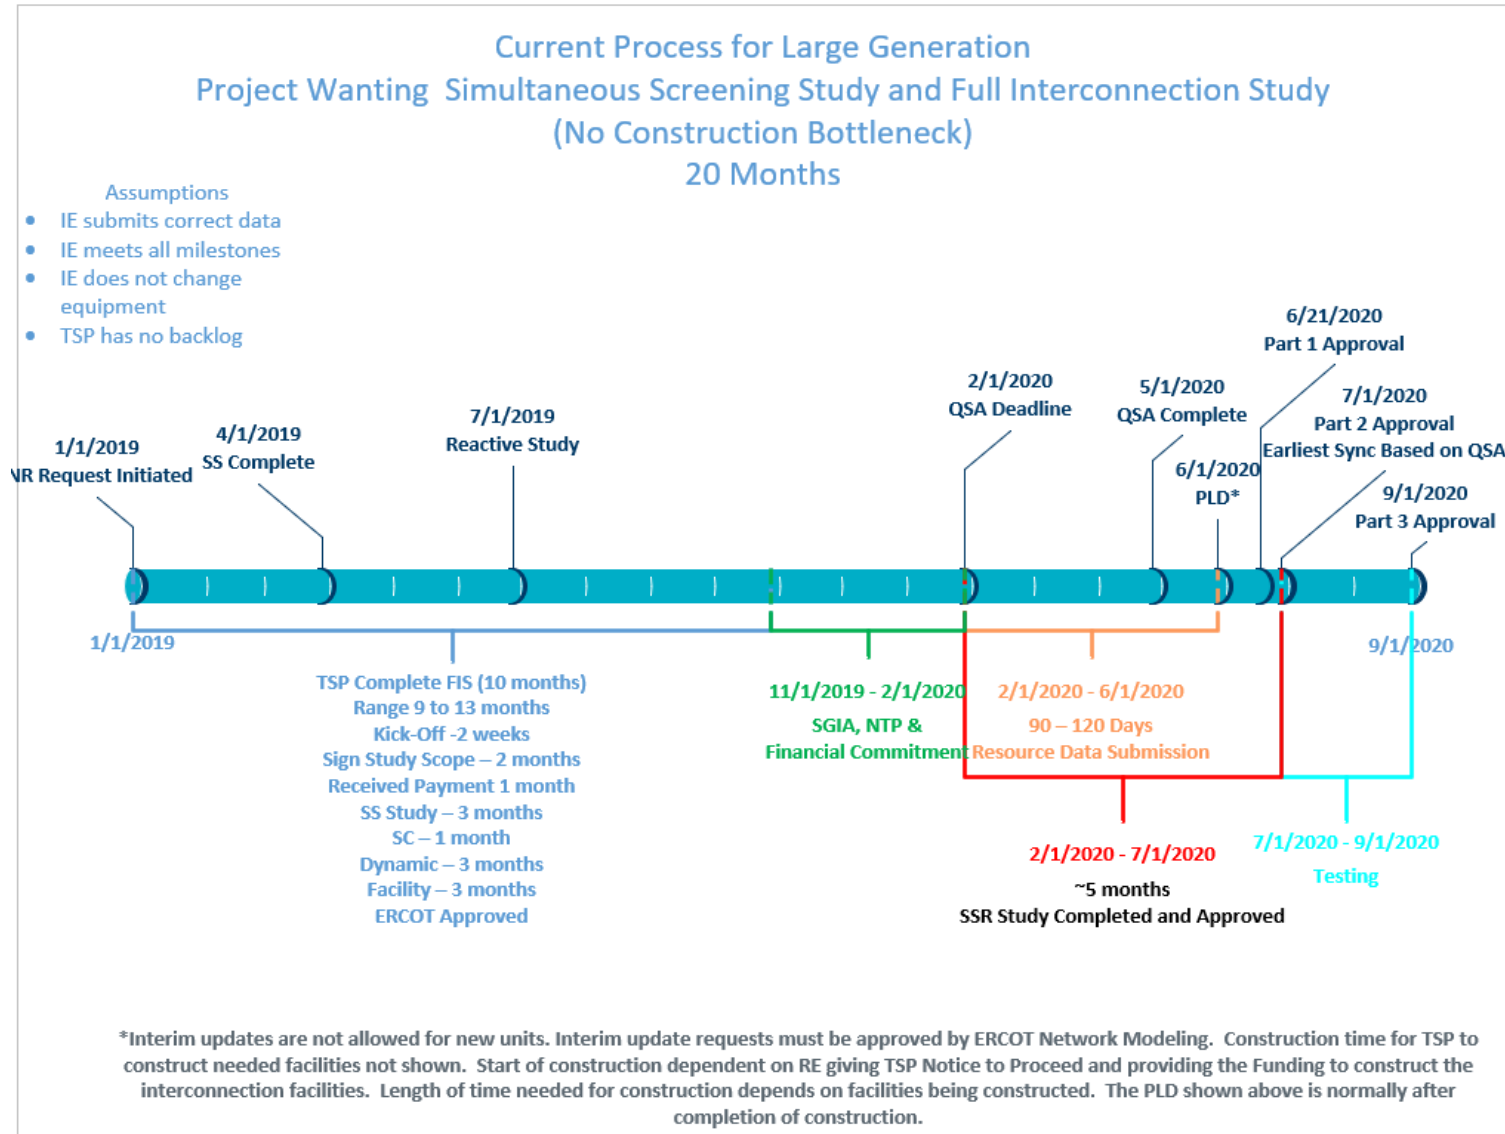 Current Process for Large Generation
Project Wanting Simultaneous Screening Study and Full Interconnection Study
(No Construction Bottleneck)
20 Months
Assumptions
• IE submits correct data
• IE meets all milestones
• IE does not change
equipment
• TSP has no backlog
1/1/2019
NR Request Initiated
4/1/2019
SS Complete
7/1/2019
Reactive Study
2/1/2020
QSA Deadline
5/1/2020
QSA Complete
6/1/2020
PLD*
6/21/2020
Part 1 Approval
7/1/2020
Part 2 Approval
Earliest Sync Based on QSA
9/1/2020
Part 3 Approval
1/1/2019
9/1/2020
TSP Complete FIS (10 months)
Range 9 to 13 months
Kick-Off -2 weeks
Sign Study Scope – 2 months
Received Payment 1 month
SS Study – 3 months
SC – 1 month
Dynamic – 3 months
Facility – 3 months
ERCOT Approved
11/1/2019 - 2/1/2020
SGIA, NTP &
Financial Commitment
2/1/2020 - 6/1/2020
90 – 120 Days
Resource Data Submission
2/1/2020 - 7/1/2020
~5 months
SSR Study Completed and Approved
7/1/2020 - 9/1/2020
Testing
*Interim updates are not allowed for new units. Interim update requests must be approved by ERCOT Network Modeling. Construction time for TSP to
construct needed facilities not shown. Start of construction dependent on RE giving TSP Notice to Proceed and providing the Funding to construct the
interconnection facilities. Length of time needed for construction depends on facilities being constructed. The PLD shown above is normally after
completion of construction.